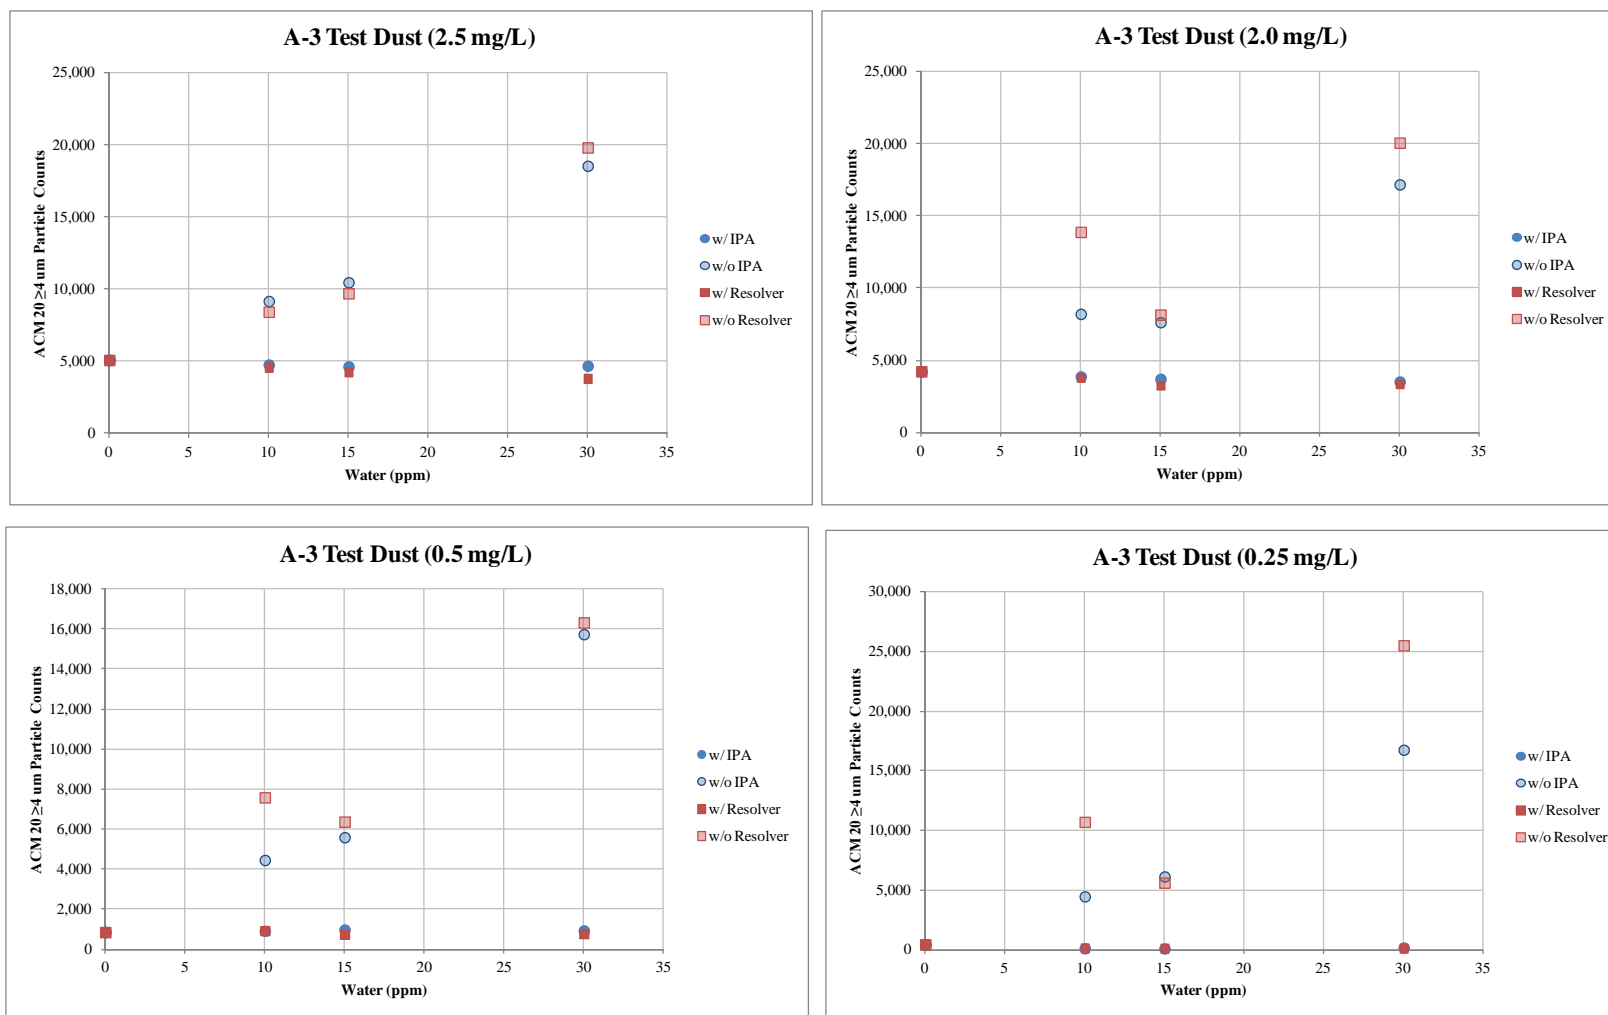 A-3 Test Dust (2.5 mg/L)
25,000
20,000
15,000
10,000
5,000
0
0 5 10 15 20 25 30 35
ACM 20 ≥4 um Particle Counts
Water (ppm)
w/ IPA
w/o IPA
w/ Resolver
w/o Resolver
A-3 Test Dust (2.0 mg/L)
25,000
20,000
15,000
10,000
5,000
0
0 5 10 15 20 25 30 35
ACM 20 ≥4 um Particle Counts
Water (ppm)
w/ IPA
w/o IPA
w/ Resolver
w/o Resolver
A-3 Test Dust (0.5 mg/L)
18,000
16,000
14,000
12,000
10,000
8,000
6,000
4,000
2,000
0
0 5 10 15 20 25 30 35
ACM 20 ≥4 um Particle Counts
Water (ppm)
w/ IPA
w/o IPA
w/ Resolver
w/o Resolver
A-3 Test Dust (0.25 mg/L)
30,000
25,000
20,000
15,000
10,000
5,000
0
0 5 10 15 20 25 30 35
ACM 20 ≥4 um Particle Counts
Water (ppm)
w/ IPA
w/o IPA
w/ Resolver
w/o Resolver